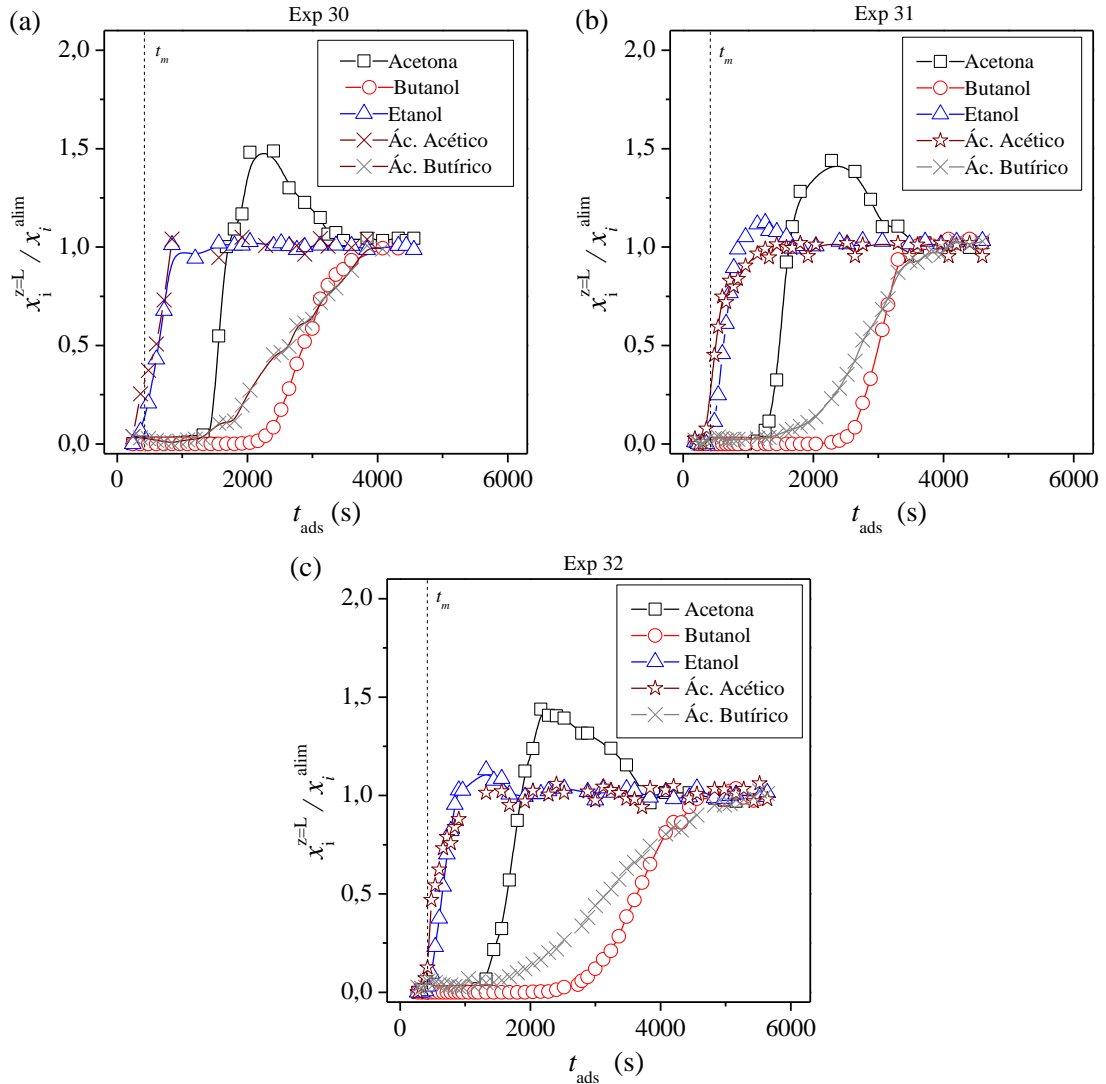 (a)
Exp 30
t_m
Acetona
Butanol
Etanol
Ác. Acético
Ác. Butírico
2,0
1,5
1,0
0,5
0,0
x_i^{z=L} / x_i^{alim}
0
2000
4000
6000
t_ads (s)
(b)
Exp 31
t_m
Acetona
Butanol
Etanol
Ác. Acético
Ác. Butírico
2,0
1,5
1,0
0,5
0,0
x_i^{z=L} / x_i^{alim}
0
2000
4000
6000
t_ads (s)
(c)
Exp 32
t_m
Acetona
Butanol
Etanol
Ác. Acético
Ác. Butírico
2,0
1,5
1,0
0,5
0,0
x_i^{z=L} / x_i^{alim}
0
2000
4000
6000
t_ads (s)